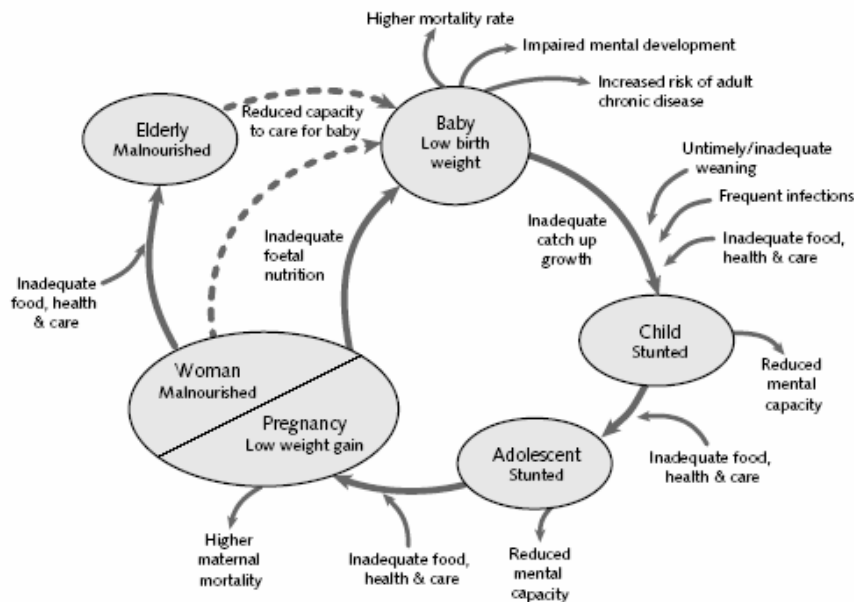 Higher mortality rate
Impaired mental development
Increased risk of adult
chronic disease
Elderly
Malnourished
Reduced capacity
to care for baby
Baby
Low birth
weight
Untimely/inadequate
weaning
Frequent infections
Inadequate food,
health & care
Inadequate
catch up
growth
Inadequate
foetal
nutrition
Inadequate
food, health
& care
Woman
Malnourished
Pregnancy
Low weight gain
Child
Stunted
Reduced
mental
capacity
Adolescent
Stunted
Inadequate food,
health & care
Higher
maternal
mortality
Inadequate food,
health & care
Reduced
mental
capacity